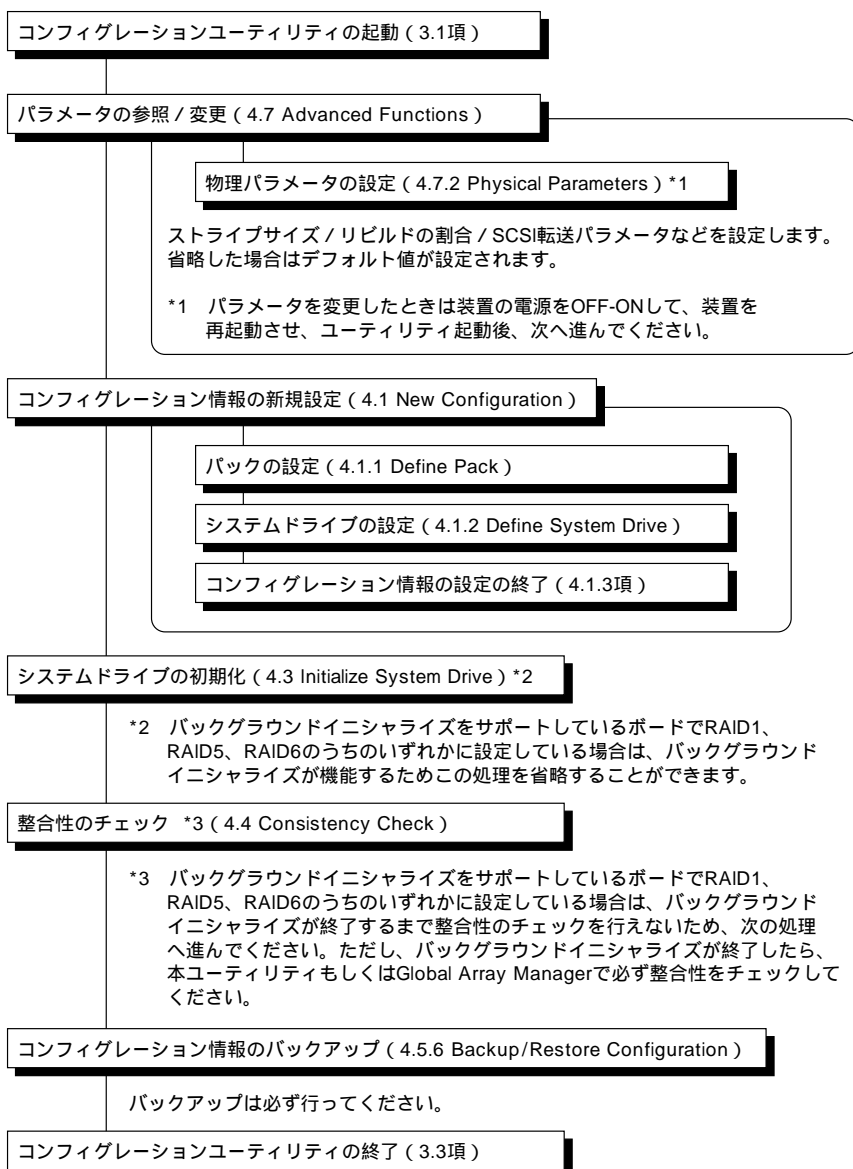 コンフィグレーションユーティリティの起動(3.1項)
パラメータの参照/変更(4.7 Advanced Functions)
物理パラメータの設定(4.7.2 Physical Parameters)*1
ストライプサイズ/リビルドの割合/SCSI転送パラメータなどを設定します。
省略した場合はデフォルト値が設定されます。
*1 パラメータを変更したときは装置の電源をOFF-ONして、装置を
再起動させ、ユーティリティ起動後、次へ進んでください。
コンフィグレーション情報の新規設定(4.1 New Configuration)
パックの設定(4.1.1 Define Pack)
システムドライブの設定(4.1.2 Define System Drive)
コンフィグレーション情報の設定の終了(4.1.3項)
システムドライブの初期化(4.3 Initialize System Drive)*2
*2 バックグラウンドイニシャライズをサポートしているボードでRAID1、
RAID5、RAID6のうちのいずれかに設定している場合は、バックグラウンド
イニシャライズが機能するためこの処理を省略することができます。
整合性のチェック *3(4.4 Consistency Check)
*3 バックグラウンドイニシャライズをサポートしているボードでRAID1、
RAID5、RAID6のうちのいずれかに設定している場合は、バックグラウンド
イニシャライズが終了するまで整合性のチェックを行えないため、次の処理
へ進んでください。ただし、バックグラウンドイニシャライズが終了したら、
本ユーティリティもしくはGlobal Array Managerで必ず整合性をチェックして
ください。
コンフィグレーション情報のバックアップ(4.5.6 Backup/Restore Configuration)
バックアップは必ず行ってください。
コンフィグレーションユーティリティの終了(3.3項)